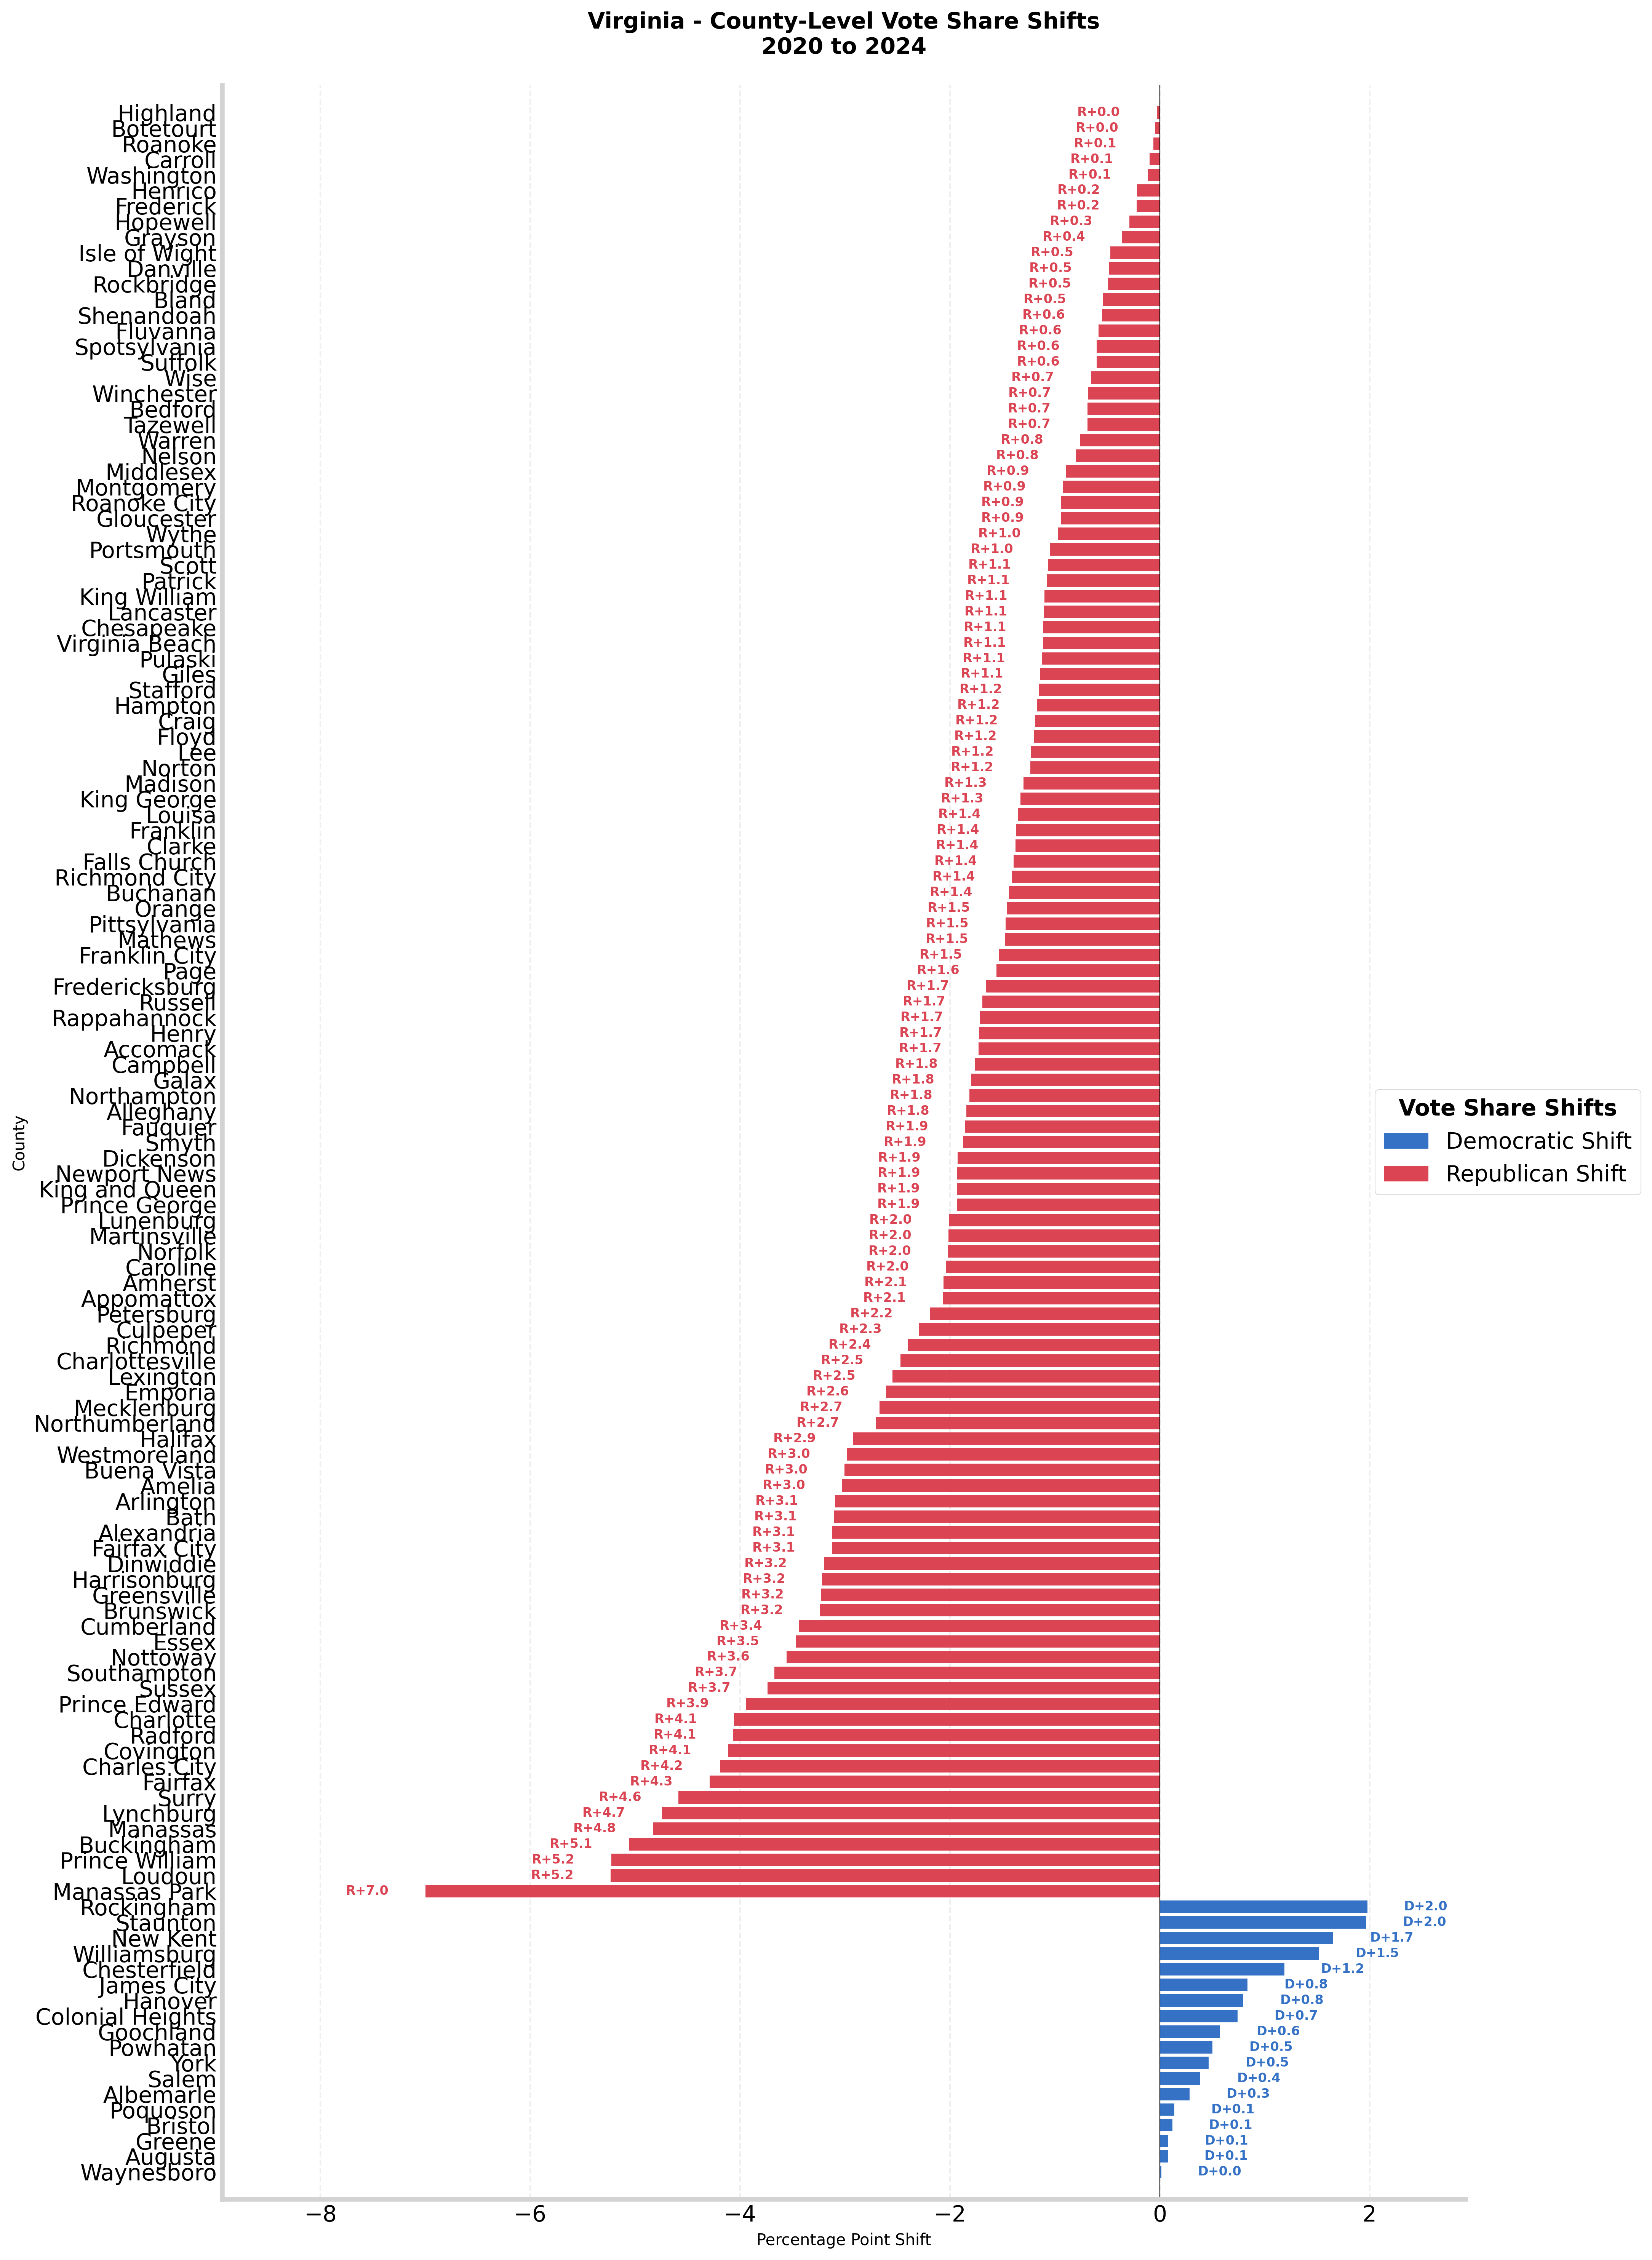 Virginia - County-Level Vote Share Shifts
2020 to 2024
County
Highland R+0.0
Botetourt R+0.0
Roanoke R+0.1
Carroll R+0.1
Washington R+0.1
Henrico R+0.2
Frederick R+0.2
Hopewell R+0.3
Grayson R+0.4
Isle of Wight R+0.5
Danville R+0.5
Rockbridge R+0.5
Bland R+0.5
Shenandoah R+0.6
Fluvanna R+0.6
Spotsylvania R+0.6
Suffolk R+0.6
Wise R+0.7
Winchester R+0.7
Bedford R+0.7
Tazewell R+0.7
Warren R+0.8
Nelson R+0.8
Middlesex R+0.9
Montgomery R+0.9
Roanoke City R+0.9
Gloucester R+0.9
Wythe R+1.0
Portsmouth R+1.0
Scott R+1.1
Patrick R+1.1
King William R+1.1
Lancaster R+1.1
Chesapeake R+1.1
Virginia Beach R+1.1
Pulaski R+1.1
Giles R+1.1
Stafford R+1.2
Hampton R+1.2
Craig R+1.2
Floyd R+1.2
Lee R+1.2
Norton R+1.2
Madison R+1.3
King George R+1.3
Louisa R+1.4
Franklin R+1.4
Clarke R+1.4
Falls Church R+1.4
Richmond City R+1.4
Buchanan R+1.4
Orange R+1.5
Pittsylvania R+1.5
Mathews R+1.5
Franklin City R+1.5
Page R+1.6
Fredericksburg R+1.7
Russell R+1.7
Rappahannock R+1.7
Henry R+1.7
Accomack R+1.7
Campbell R+1.8
Galax R+1.8
Northampton R+1.8
Alleghany R+1.8
Fauquier R+1.9
Smyth R+1.9
Dickenson R+1.9
Newport News R+1.9
King and Queen R+1.9
Prince George R+1.9
Lunenburg R+2.0
Martinsville R+2.0
Norfolk R+2.0
Caroline R+2.0
Amherst R+2.1
Appomattox R+2.1
Petersburg R+2.2
Culpeper R+2.3
Richmond R+2.4
Charlottesville R+2.5
Lexington R+2.5
Emporia R+2.6
Mecklenburg R+2.7
Northumberland R+2.7
Halifax R+2.9
Westmoreland R+3.0
Buena Vista R+3.0
Amelia R+3.0
Arlington R+3.1
Bath R+3.1
Alexandria R+3.1
Fairfax City R+3.1
Dinwiddie R+3.2
Harrisonburg R+3.2
Greensville R+3.2
Brunswick R+3.2
Cumberland R+3.4
Essex R+3.5
Nottoway R+3.6
Southampton R+3.7
Sussex R+3.7
Prince Edward R+3.9
Charlotte R+4.1
Radford R+4.1
Covington R+4.1
Charles City R+4.2
Fairfax R+4.3
Surry R+4.6
Lynchburg R+4.7
Manassas R+4.8
Buckingham R+5.1
Prince William R+5.2
Loudoun R+5.2
Manassas Park R+7.0
Rockingham D+2.0
Staunton D+2.0
New Kent D+1.7
Williamsburg D+1.5
Chesterfield D+1.2
James City D+0.8
Hanover D+0.8
Colonial Heights D+0.7
Goochland D+0.6
Powhatan D+0.5
York D+0.5
Salem D+0.4
Albemarle D+0.3
Poquoson D+0.1
Bristol D+0.1
Greene D+0.1
Augusta D+0.1
Waynesboro D+0.0
−8 −6 −4 −2 0 2
Percentage Point Shift
Vote Share Shifts
Democratic Shift
Republican Shift